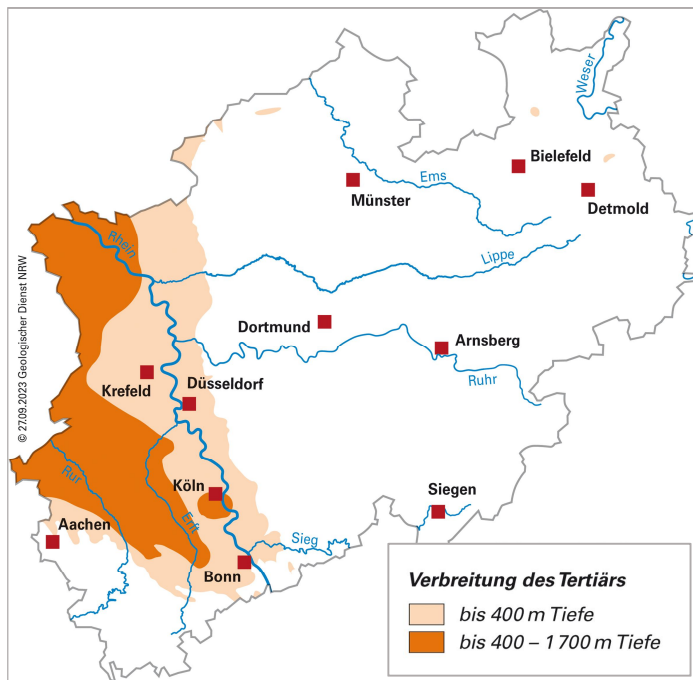 Weser
Bielefeld
Ems
Münster
Detmold
Rhein
Lippe
© 27.09.2023 Geologischer Dienst NRW
Dortmund
Arnsberg
Krefeld
Düsseldorf
Ruhr
Rur
Köln
Siegen
Erft
Aachen
Sieg
Bonn
Verbreitung des Tertiärs
bis 400 m Tiefe
bis 400 – 1 700 m Tiefe